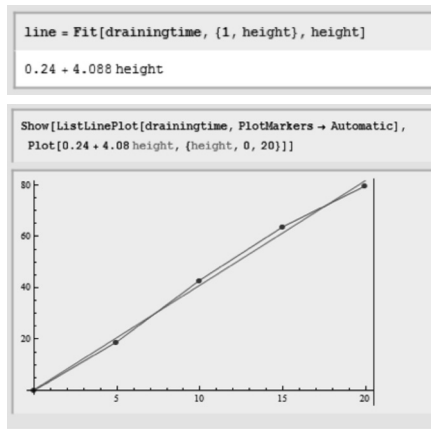 line = Fit[drainingtime, {1, height}, height]
0.24 + 4.088 height
Show[ListLinePlot[drainingtime, PlotMarkers → Automatic],
Plot[0.24 + 4.08 height, {height, 0, 20}]]
80
60
40
20
5 10 15 20